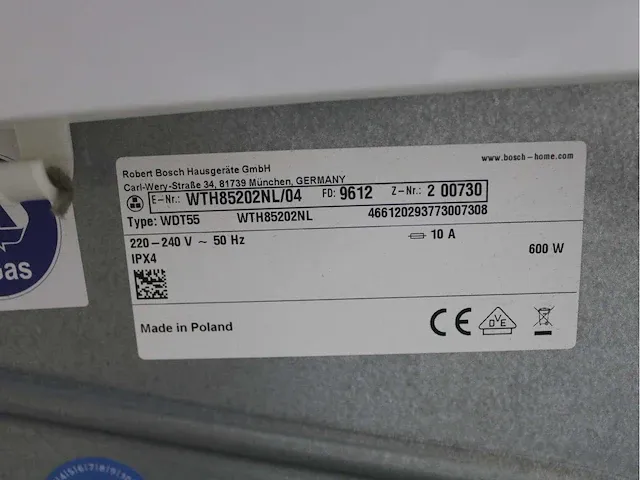 Robert Bosch Hausgeräte GmbH
www.bosch-home.com
Carl-Wery-Straße 34, 81739 München, GERMANY
E-Nr.: WTH85202NL/04 FD: 9612 Z-Nr.: 2 00730
Type: WDT55 WTH85202NL 466120293773007308
220-240 V ~ 50 Hz 10 A
600 W
IPX4
Made in Poland
CE
DVE